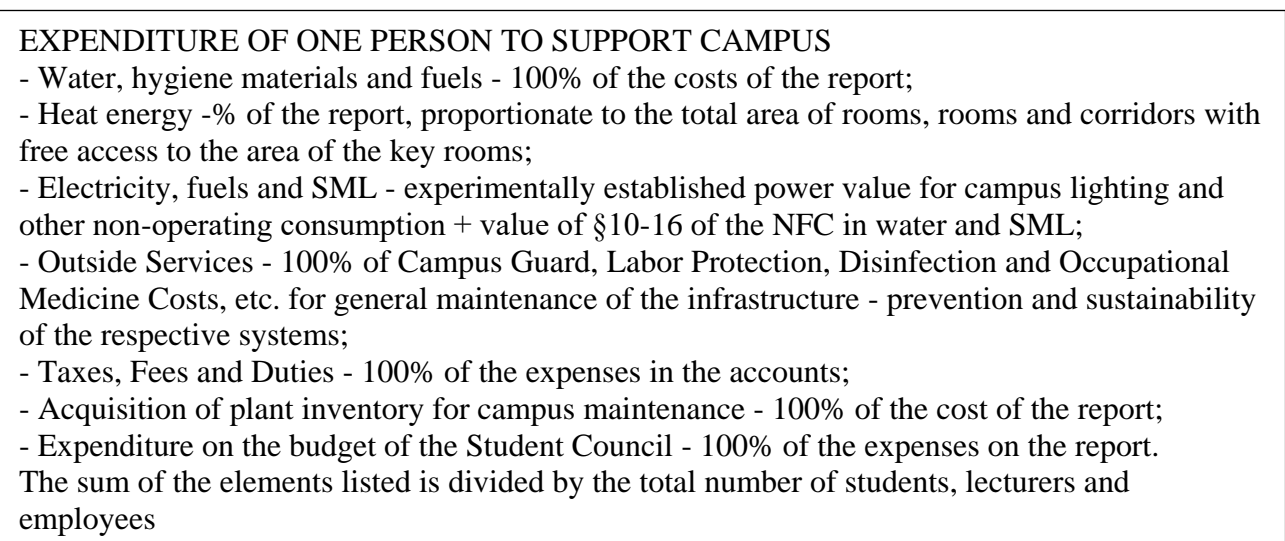 EXPENDITURE OF ONE PERSON TO SUPPORT CAMPUS
- Water, hygiene materials and fuels - 100% of the costs of the report;
- Heat energy -% of the report, proportionate to the total area of rooms, rooms and corridors with
free access to the area of the key rooms;
- Electricity, fuels and SML - experimentally established power value for campus lighting and
other non-operating consumption + value of §10-16 of the NFC in water and SML;
- Outside Services - 100% of Campus Guard, Labor Protection, Disinfection and Occupational
Medicine Costs, etc. for general maintenance of the infrastructure - prevention and sustainability
of the respective systems;
- Taxes, Fees and Duties - 100% of the expenses in the accounts;
- Acquisition of plant inventory for campus maintenance - 100% of the cost of the report;
- Expenditure on the budget of the Student Council - 100% of the expenses on the report.
The sum of the elements listed is divided by the total number of students, lecturers and
employees